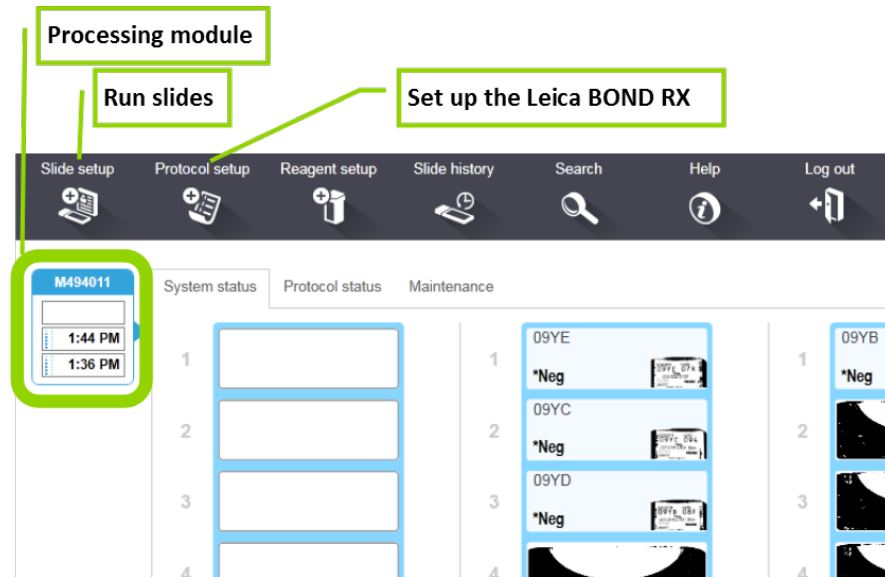 Processing module
Run slides
Set up the Leica BOND RX
Slide setup Protocol setup Reagent setup Slide history Search Help Log out
M494011
System status Protocol status Maintenance
1:44 PM
1:36 PM
1
1
09YE
*Neg
1
09YB
*Neg
2
2
09YC
*Neg
2
3
3
09YD
*Neg
3
4
4
4